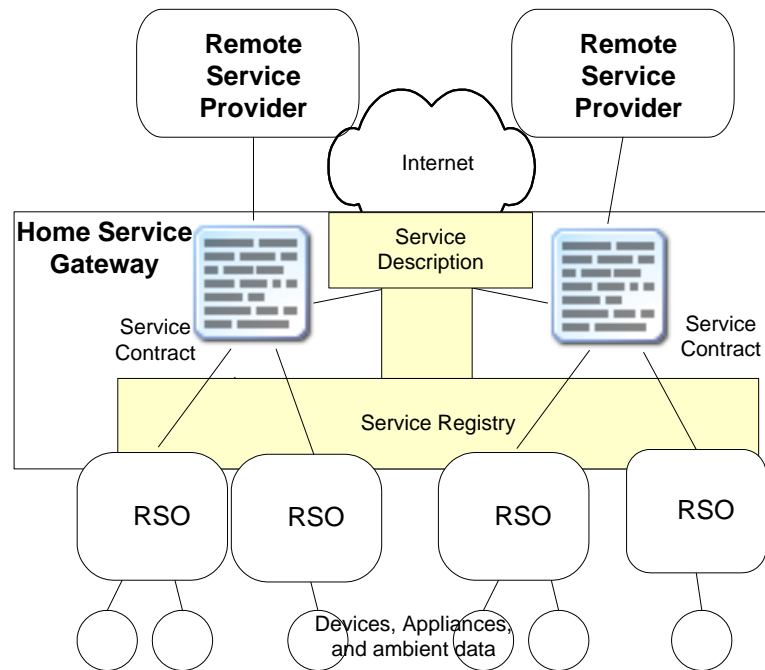 Remote
Service
Provider
Remote
Service
Provider
Internet
Home Service
Gateway
Service
Description
Service
Contract
Service
Contract
Service Registry
RSO
RSO
RSO
RSO
Devices, Appliances,
and ambient data